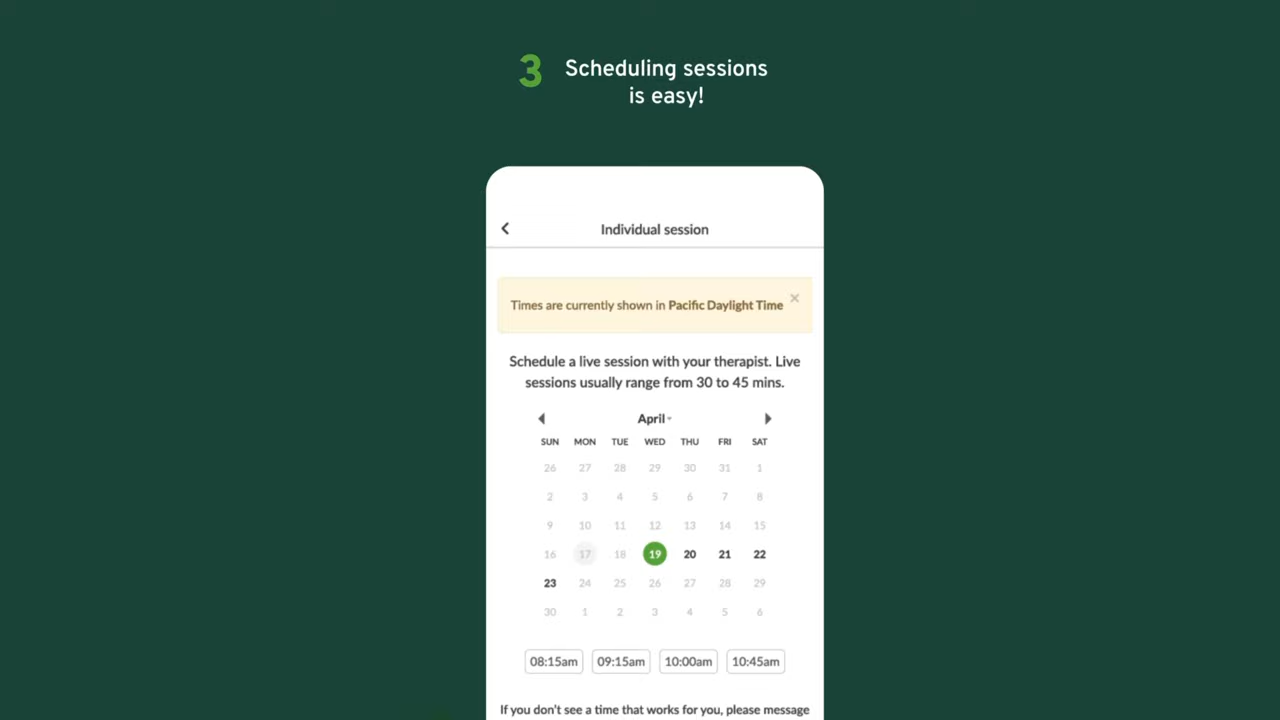 3 Scheduling sessions
is easy!
Individual session
Times are currently shown in Pacific Daylight Time ×
Schedule a live session with your therapist. Live
sessions usually range from 30 to 45 mins.
April
SUN MON TUE WED THU FRI SAT
26 27 28 29 30 31 1
2 3 4 5 6 7 8
9 10 11 12 13 14 15
16 17 18 19 20 21 22
23 24 25 26 27 28 29
30 1 2 3 4 5 6
08:15am 09:15am 10:00am 10:45am
If you don't see a time that works for you, please message